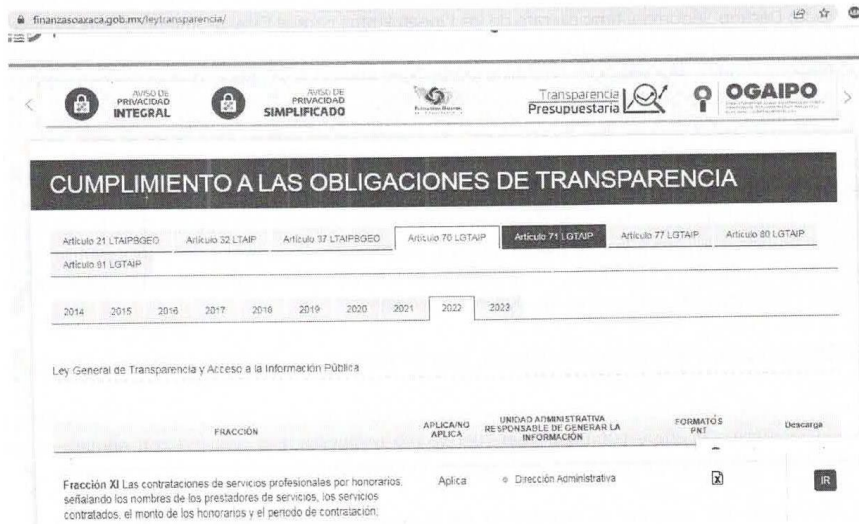 finanzasoaxaca.gob.mx/leytransparencia/
AVISO DE
PRIVACIDAD
INTEGRAL
AVISO DE
PRIVACIDAD
SIMPLIFICADO
Transparencia
Presupuestaria
OGAIPO
CUMPLIMIENTO A LAS OBLIGACIONES DE TRANSPARENCIA
Artículo 21 LTAIPBGEO
Artículo 32 LTAIP
Artículo 37 LTAIPBGEO
Artículo 70 LGTAIP
Artículo 71 LGTAIP
Artículo 77 LGTAIP
Artículo 80 LGTAIP
Artículo 81 LGTAIP
2014 2015 2016 2017 2018 2019 2020 2021 2022 2023
Ley General de Transparencia y Acceso a la Información Pública
FRACCIÓN
APLICA/NO
APLICA
UNIDAD ADMINISTRATIVA
RESPONSABLE DE GENERAR LA
INFORMACIÓN
FORMATOS
PNT
Descarga
Fracción XI Las contrataciones de servicios profesionales por honorarios,
señalando los nombres de los prestadores de servicios, los servicios
contratados, el monto de los honorarios y el periodo de contratación;
Aplica
Dirección Administrativa
IR